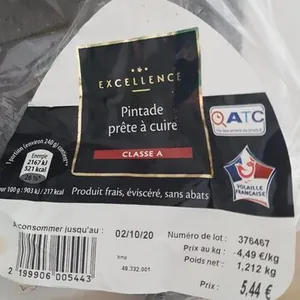 EXCELLENCE
Pintade
prête à cuire
CLASSE A
ATC
1 portion (environ 240 g) contient
Energie
2167 kJ
521 kcal
26 %*
our 100 g : 903 kJ / 217 kcal
VOLAILLE
FRANÇAISE
Produit frais, éviscéré, sans abats
A consommer jusqu'au :
02/10/20
Numéro de lot : 376467
Prix au kg : 4,49 €/kg
Poids net : 1,212 kg
Prix : 5,44 €
2 199906 005443
49.332.001